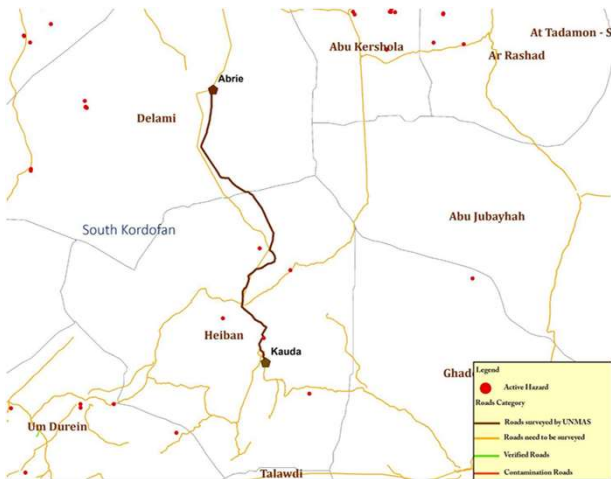 At Tadamon - S
Abu Kershola
Ar Rashad
Abrie
Delami
Abu Jubayhah
South Kordofan
Heiban
Kauda
Um Durein
Talawdi
Legend
Active Hazard
Roads Category
Roads surveyed by UNMAS
Roads need to be surveyed
Verified Roads
Contamination Roads